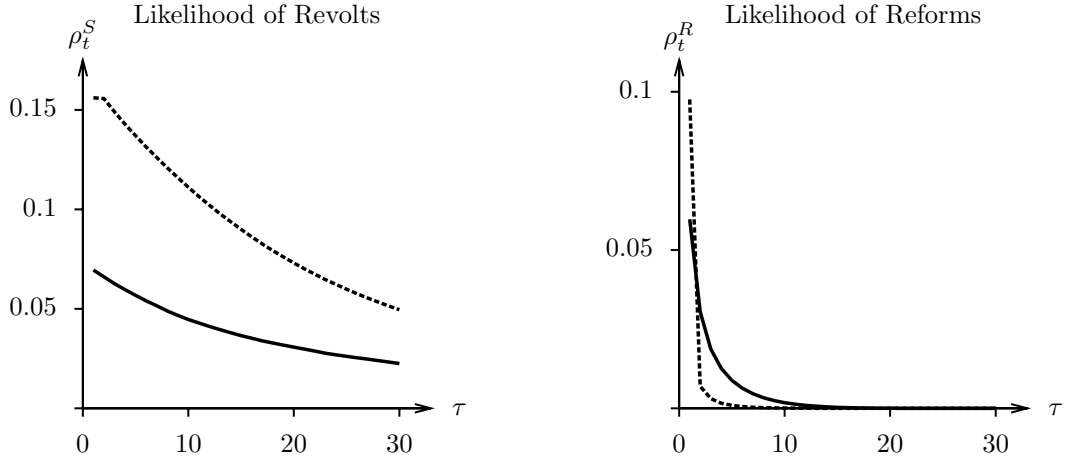 Likelihood of Revolts
ρ_t^S
0.15
0.1
0.05
0 10 20 30 τ
Likelihood of Reforms
ρ_t^R
0.1
0.05
0 10 20 30 τ